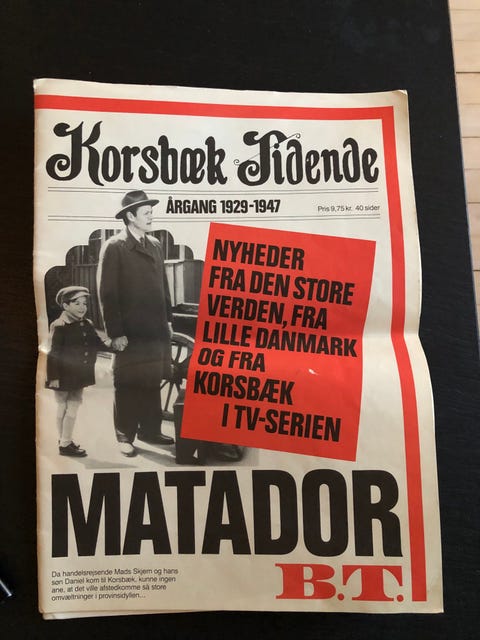 Korsbæk Tidende
ÅRGANG 1929-1947
Pris 9,75 kr. 40 sider
NYHEDER
FRA DEN STORE
VERDEN, FRA
LILLE DANMARK
OG FRA
KORSBÆK
I TV-SERIEN
MATADOR
Da handelsrejsende Mads Skjern og hans
søn Daniel kom til Korsbæk, kunne ingen
ane, at det ville afstedkomme så store
omvæltninger i provinsidyllen...
B.T.